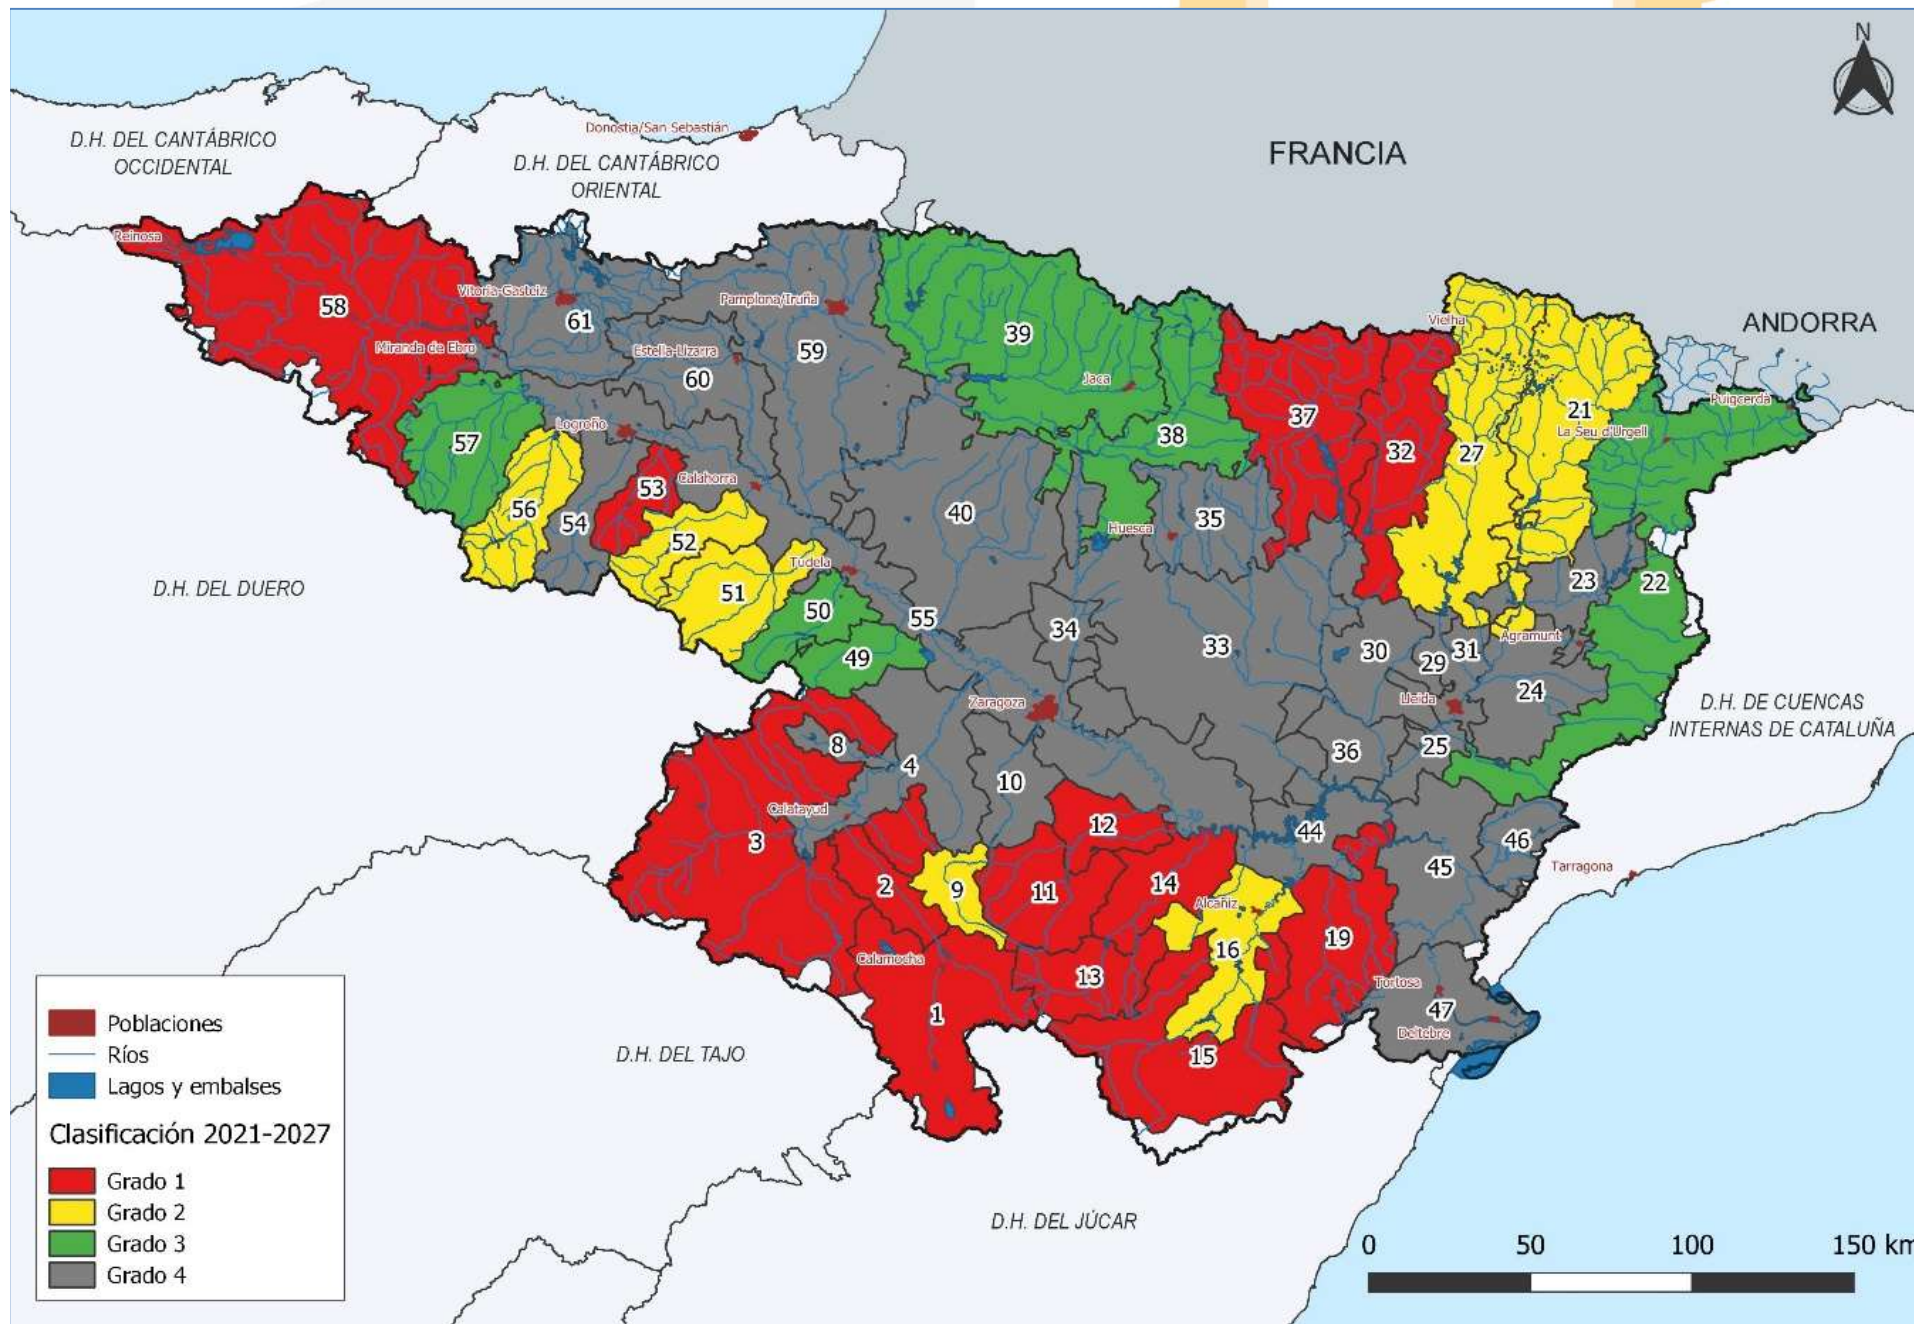 N
Donostia/San Sebastián
D.H. DEL CANTÁBRICO
OCCIDENTAL
D.H. DEL CANTÁBRICO
ORIENTAL
FRANCIA
Reinosa
Vitoria-Gasteiz
Pamplona/Iruña
58
61
59
39
Vielha
ANDORRA
Miranda de Ebro
Estella-Lizarra
60
Jaca
Puigcerdà
37
21
La Seu d'Urgell
57
Logroño
38
32
27
53
Calahorra
56
54
40
35
Huesca
52
Tudela
D.H. DEL DUERO
51
50
55
23
22
49
34
33
30
29
31
Agramunt
24
Lleida
Zaragoza
D.H. DE CUENCAS
INTERNAS DE CATALUÑA
8
4
10
36
25
Calatayud
3
12
44
46
45
Tarragona
2
9
11
14
Alcañiz
16
19
Calamocha
13
Tortosa
1
47
Deltebre
15
D.H. DEL TAJO
D.H. DEL JÚCAR
Poblaciones
Ríos
Lagos y embalses
Clasificación 2021-2027
Grado 1
Grado 2
Grado 3
Grado 4
0 50 100 150 km